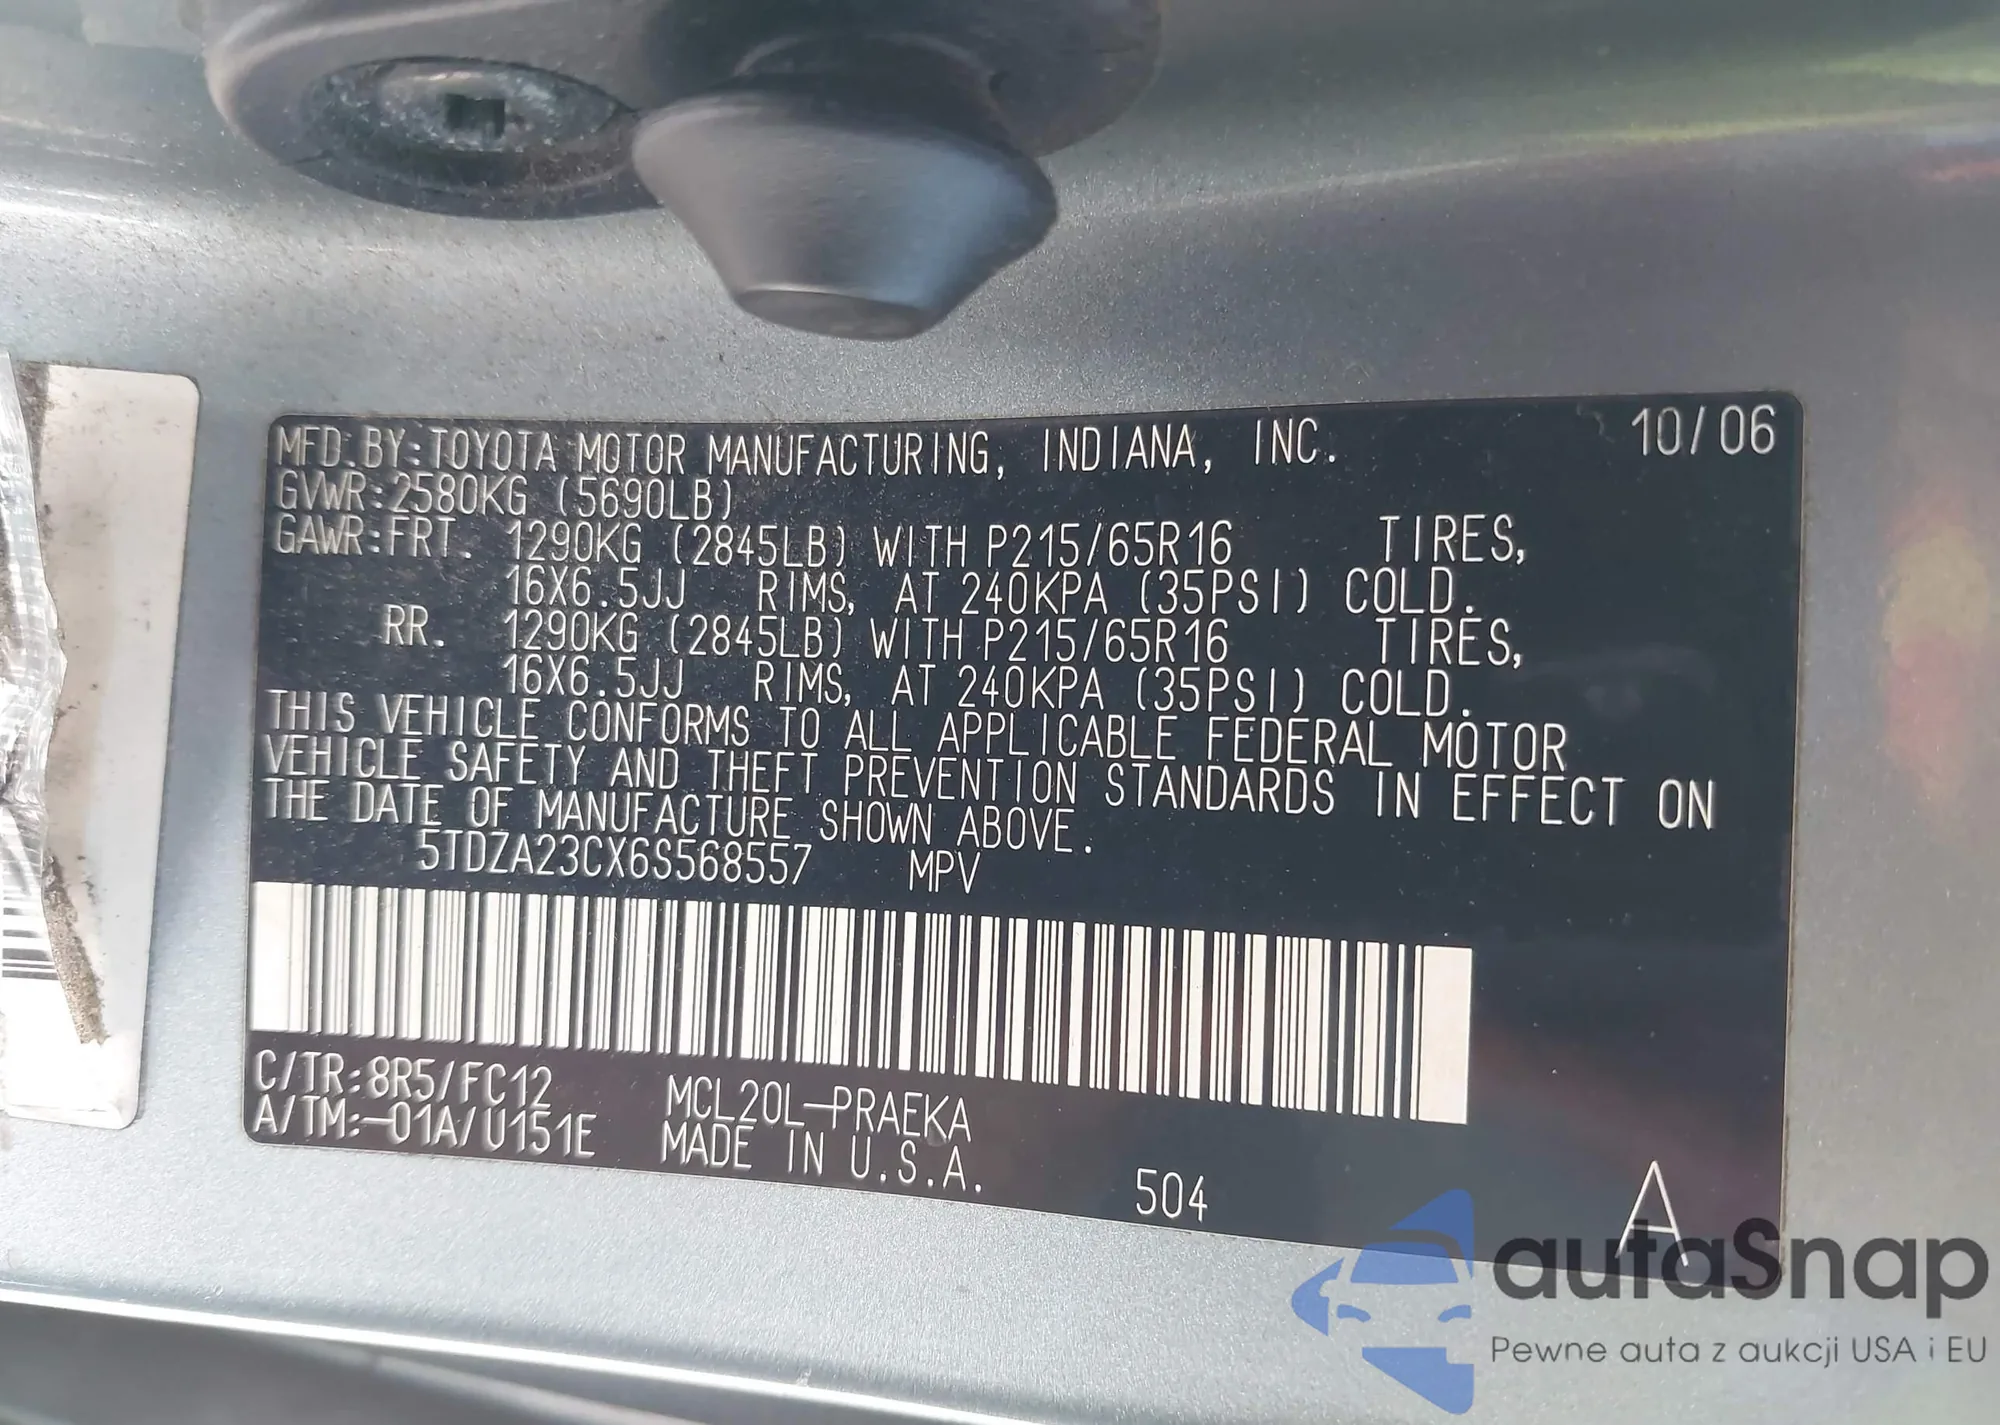 MFD. BY: TOYOTA MOTOR MANUFACTURING, INDIANA, INC. 10/06
GVWR: 2580KG (5690LB)
GAWR: FRT. 1290KG (2845LB) WITH P215/65R16 TIRES,
16X6.5JJ RIMS, AT 240KPA (35PSI) COLD.
RR. 1290KG (2845LB) WITH P215/65R16 TIRES,
16X6.5JJ RIMS, AT 240KPA (35PSI) COLD.
THIS VEHICLE CONFORMS TO ALL APPLICABLE FEDERAL MOTOR
VEHICLE SAFETY AND THEFT PREVENTION STANDARDS IN EFFECT ON
THE DATE OF MANUFACTURE SHOWN ABOVE.
5TDZA23CX6S568557 MPV
C/TR: 8R5/FC12 MCL20L-PRAEKA
A/TM: -01A/U151E MADE IN U.S.A.
504
A
autaSnap
Pewne auta z aukcji USA i EU